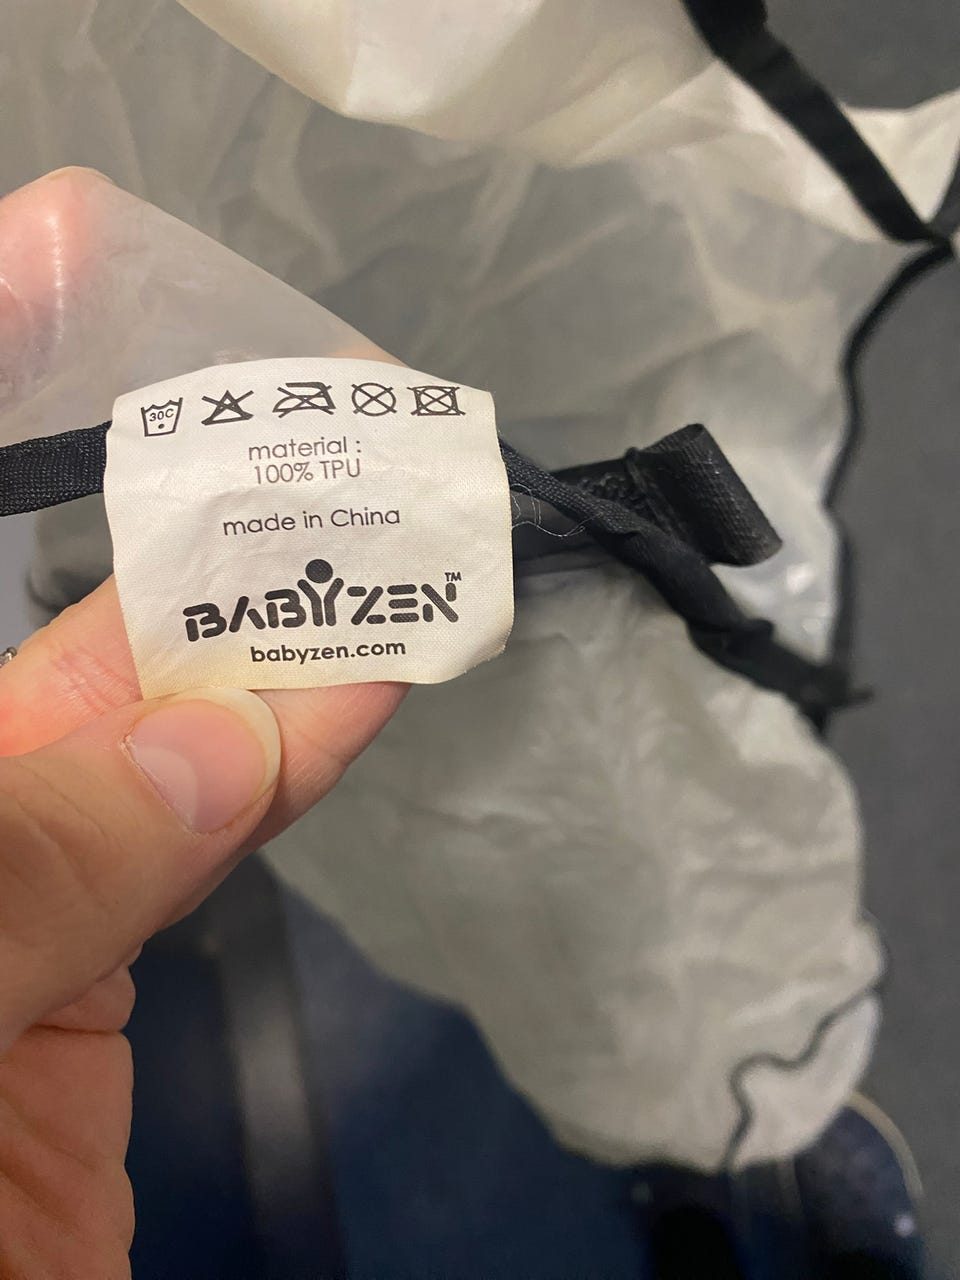 30C
material :
100% TPU
made in China
BABYZEN™
babyzen.com